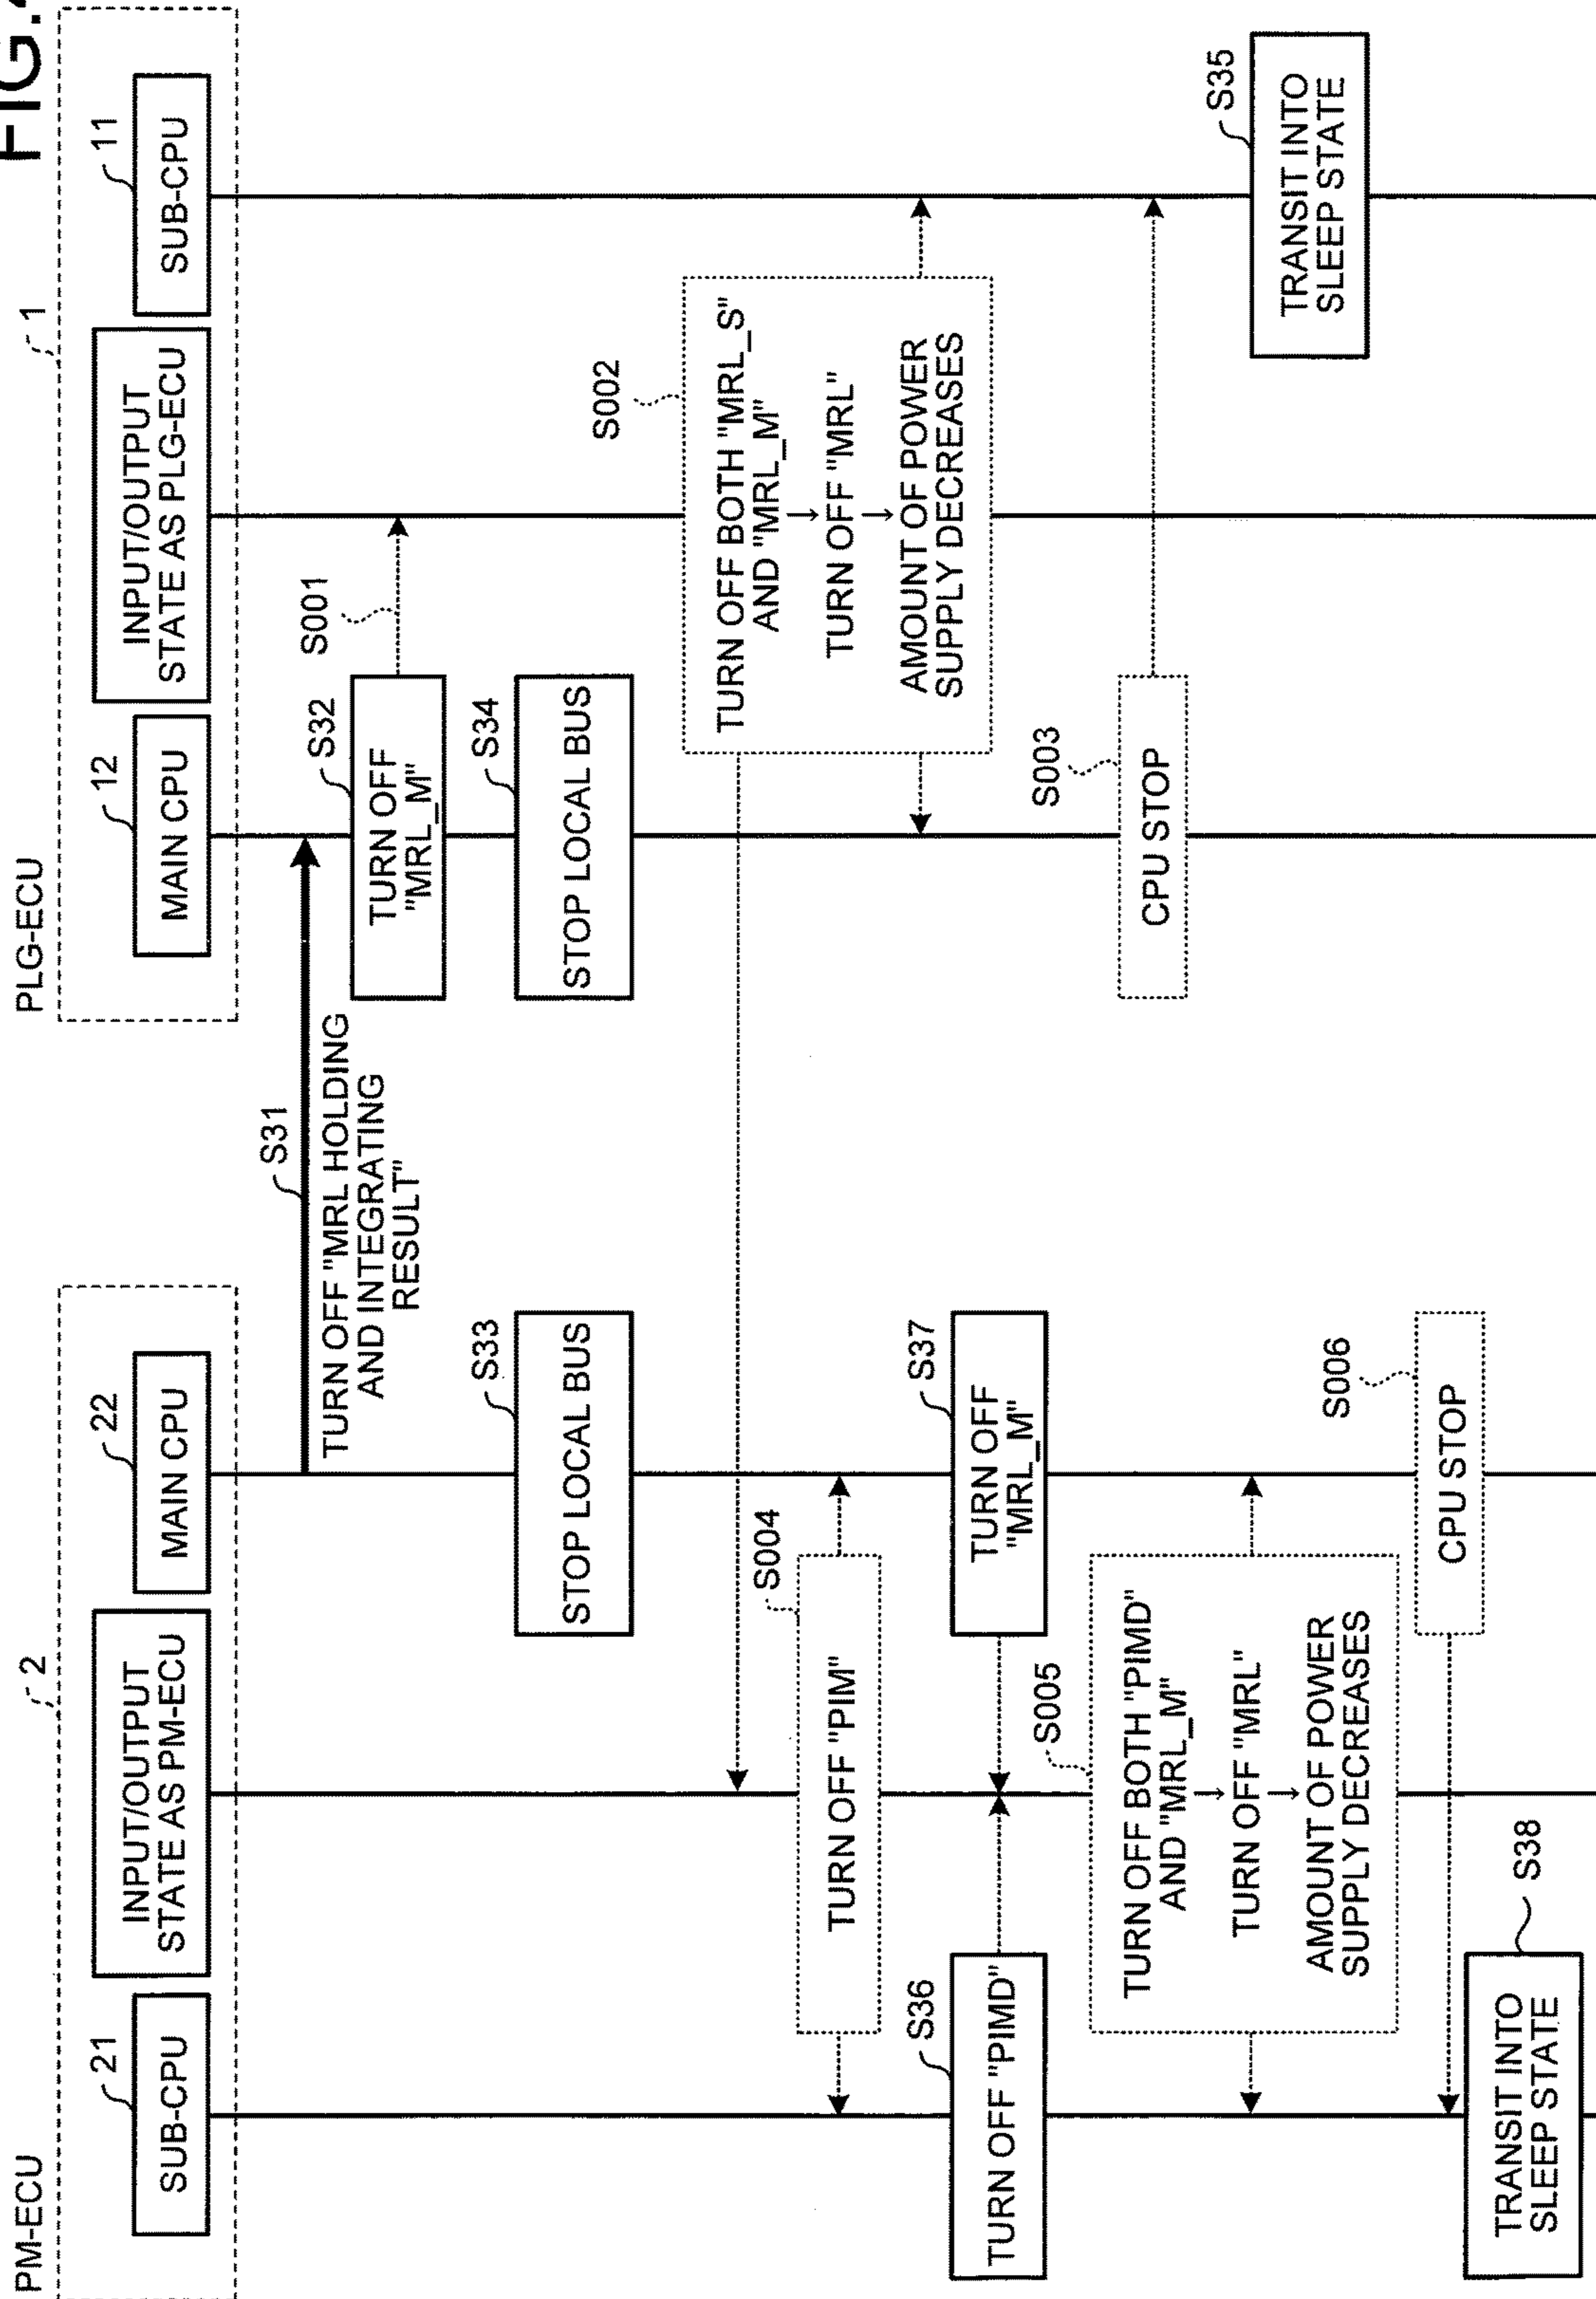 FIG.
PM-ECU
2
21
SUB-CPU
INPUT/OUTPUT
STATE AS PM-ECU
22
MAIN CPU
PLG-ECU
1
12
MAIN CPU
INPUT/OUTPUT
STATE AS PLG-ECU
11
SUB-CPU
S31
TURN OFF "MRL HOLDING
AND INTEGRATING
RESULT"
S32
TURN OFF
"MRL_M"
S001
S33
STOP LOCAL BUS
S34
STOP LOCAL BUS
S002
TURN OFF BOTH "MRL_S"
AND "MRL_M"
→
TURN OFF "MRL"
→
AMOUNT OF POWER
SUPPLY DECREASES
S004
TURN OFF "PIM"
S36
TURN OFF "PIMD"
S37
TURN OFF
"MRL_M"
S003
CPU STOP
S005
TURN OFF BOTH "PIMD"
AND "MRL_M"
→
TURN OFF "MRL"
→
AMOUNT OF POWER
SUPPLY DECREASES
S35
TRANSIT INTO
SLEEP STATE
S006
CPU STOP
S38
TRANSIT INTO
SLEEP STATE